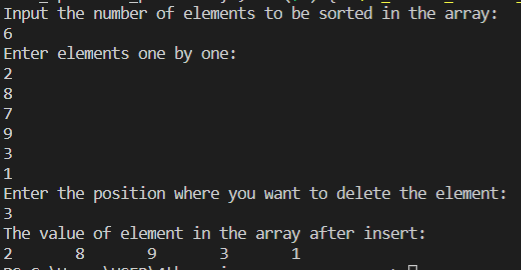 Input the number of elements to be sorted in the array:
6
Enter elements one by one:
2
8
7
9
3
1
Enter the position where you want to delete the element:
3
The value of element in the array after insert:
2 8 9 3 1